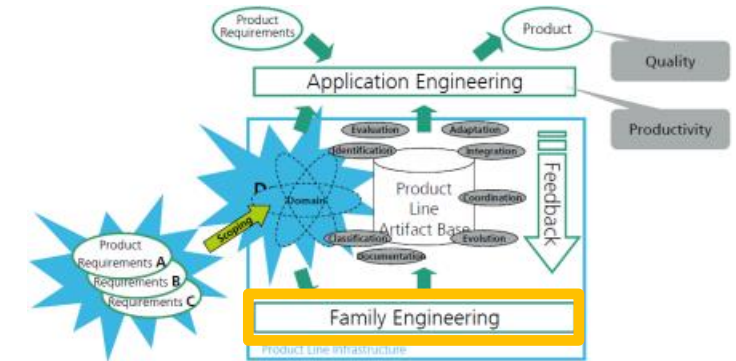 Product
Requirements
Product
Quality
Application Engineering
Productivity
Evaluation
Adaptation
Identification
Integration
D
Domain
Product
Line
Artifact Base
Coordination
Feedback
Scoping
Classification
Evolution
Documentation
Product
Requirements A
Requirements B
Requirements C
Family Engineering
Product Line Infrastructure